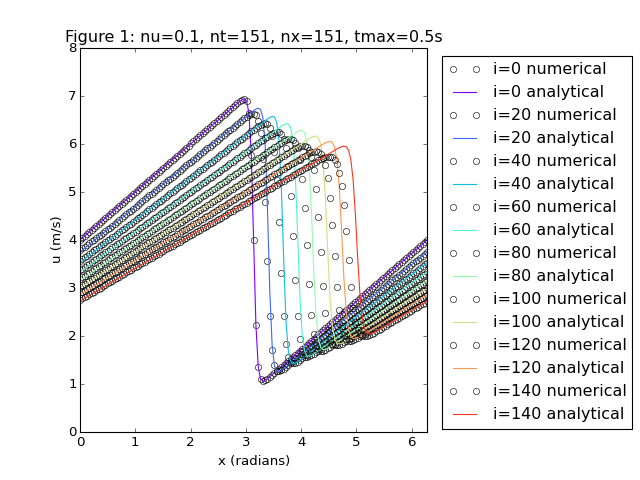 Figure 1: nu=0.1, nt=151, nx=151, tmax=0.5s
8
7
6
5
4
3
2
1
0
u (m/s)
0 1 2 3 4 5 6
x (radians)
i=0 numerical
i=0 analytical
i=20 numerical
i=20 analytical
i=40 numerical
i=40 analytical
i=60 numerical
i=60 analytical
i=80 numerical
i=80 analytical
i=100 numerical
i=100 analytical
i=120 numerical
i=120 analytical
i=140 numerical
i=140 analytical